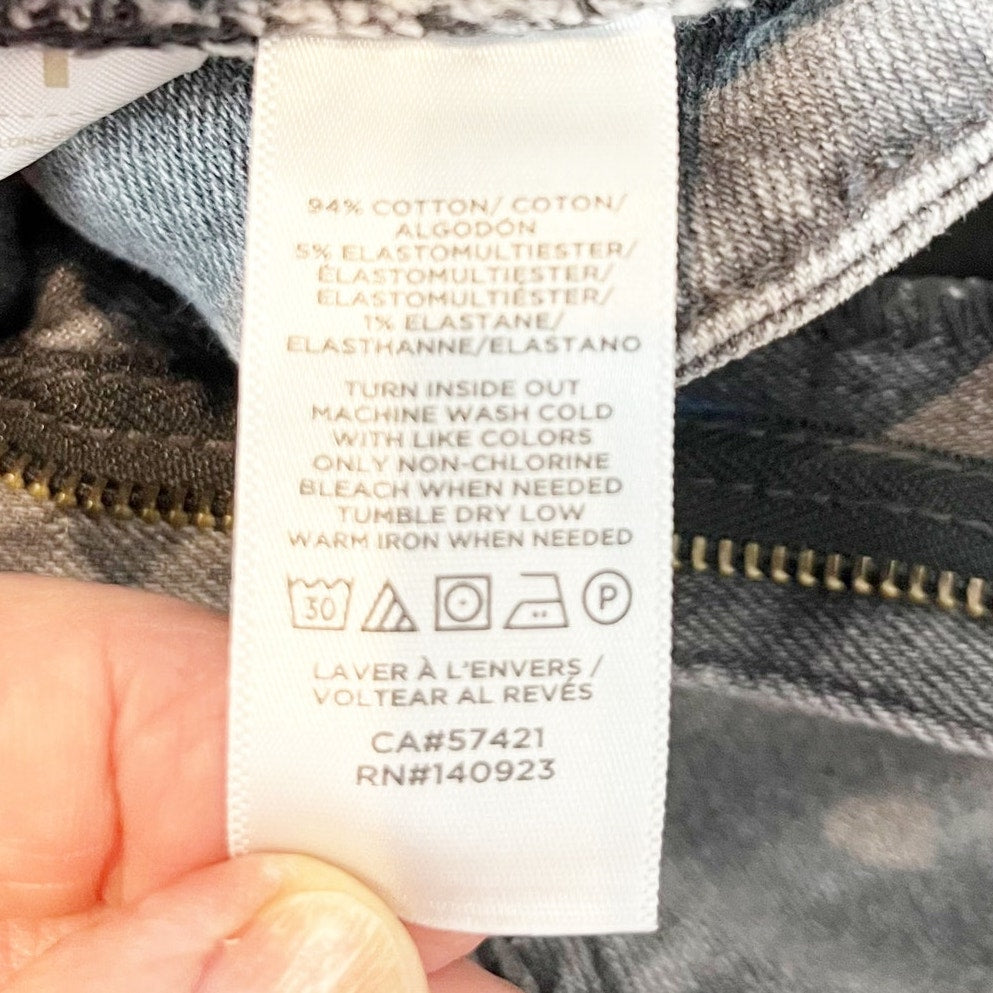 94% COTTON/ COTON/
ALGODÓN
5% ELASTOMULTIESTER/
ÉLASTOMULTIESTER/
ELASTOMULTIÉSTER/
1% ELASTANE/
ELASTHANNE/ELASTANO
TURN INSIDE OUT
MACHINE WASH COLD
WITH LIKE COLORS
ONLY NON-CHLORINE
BLEACH WHEN NEEDED
TUMBLE DRY LOW
WARM IRON WHEN NEEDED
30 P
LAVER À L'ENVERS /
VOLTEAR AL REVÉS
CA#57421
RN#140923